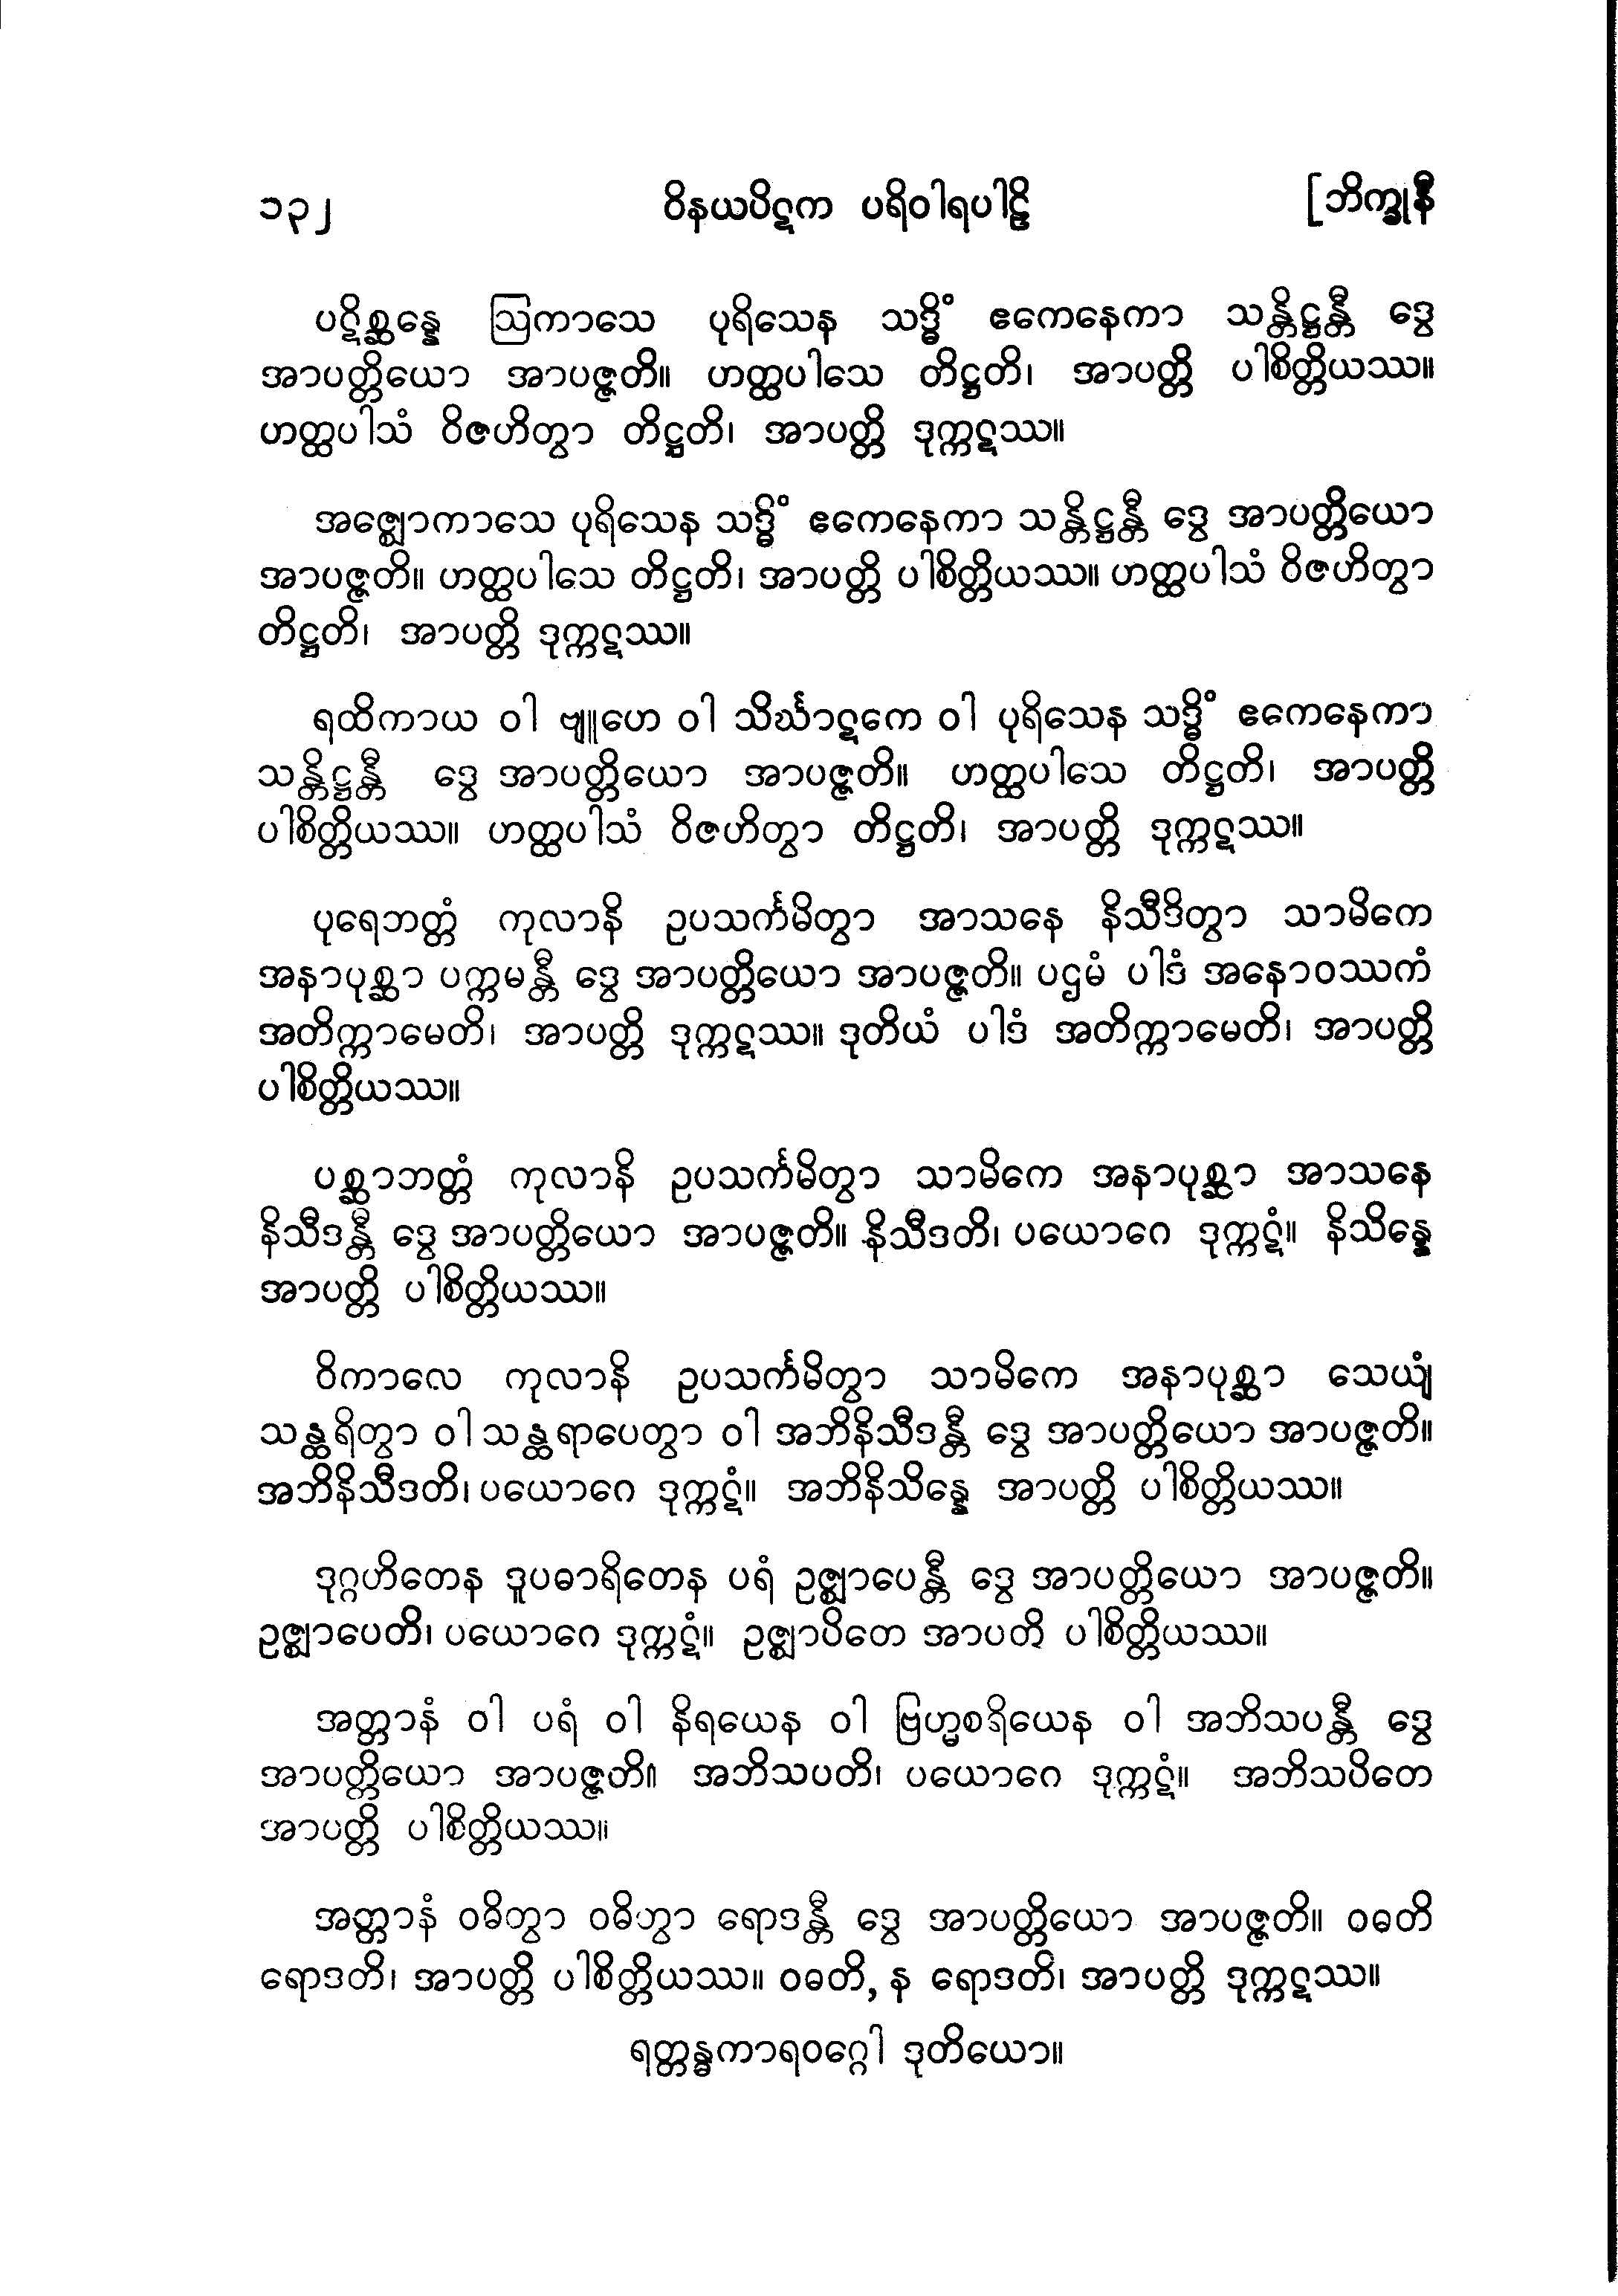 ၁၃၂ ဝိနယပိဋက ပရိဝါရပါဠိ [ဘိက္ခုနီ
ပဋိစ္ဆန္နေ ဩကာသေ ပုရိသေန သဒ္ဓိံ ဧကေနေကာ သန္တိဋ္ဌန္တီ ဒွေ
အာပတ္တိယော အာပဇ္ဇတိ။ ဟတ္ထပါသေ တိဋ္ဌတိ၊ အာပတ္တိ ပါစိတ္တိယဿ။
ဟတ္ထပါသံ ဝိဇဟိတွာ တိဋ္ဌတိ၊ အာပတ္တိ ဒုက္ကဋဿ။
အဇ္ဈောကာသေ ပုရိသေန သဒ္ဓိံ ဧကေနေကာ သန္တိဋ္ဌန္တီ ဒွေ အာပတ္တိယော
အာပဇ္ဇတိ။ ဟတ္ထပါသေ တိဋ္ဌတိ၊ အာပတ္တိ ပါစိတ္တိယဿ။ ဟတ္ထပါသံ ဝိဇဟိတွာ
တိဋ္ဌတိ၊ အာပတ္တိ ဒုက္ကဋဿ။
ရထိကာယ ဝါ ဗျူဟေ ဝါ သိင်္ဃာဋကေ ဝါ ပုရိသေန သဒ္ဓိံ ဧကေနေကာ
သန္တိဋ္ဌန္တီ ဒွေ အာပတ္တိယော အာပဇ္ဇတိ။ ဟတ္ထပါသေ တိဋ္ဌတိ၊ အာပတ္တိ
ပါစိတ္တိယဿ။ ဟတ္ထပါသံ ဝိဇဟိတွာ တိဋ္ဌတိ၊ အာပတ္တိ ဒုက္ကဋဿ။
ပုရေဘတ္တံ ကုလာနိ ဥပသင်္ကမိတွာ အာသနေ နိသီဒိတွာ သာမိကေ
အနာပုစ္ဆာ ပက္ကမန္တီ ဒွေ အာပတ္တိယော အာပဇ္ဇတိ။ ပဌမံ ပါဒံ အနောဝဿကံ
အတိက္ကာမေတိ၊ အာပတ္တိ ဒုက္ကဋဿ။ ဒုတိယံ ပါဒံ အတိက္ကာမေတိ၊ အာပတ္တိ
ပါစိတ္တိယဿ။
ပစ္ဆာဘတ္တံ ကုလာနိ ဥပသင်္ကမိတွာ သာမိကေ အနာပုစ္ဆာ အာသနေ
နိသီဒန္တီ ဒွေ အာပတ္တိယော အာပဇ္ဇတိ။ နိသီဒတိ၊ ပယောဂေ ဒုက္ကဋံ။ နိသိန္နေ
အာပတ္တိ ပါစိတ္တိယဿ။
ဝိကာလေ ကုလာနိ ဥပသင်္ကမိတွာ သာမိကေ အနာပုစ္ဆာ သေယျံ
သန္ထရိတွာ ဝါ သန္ထရာပေတွာ ဝါ အဘိနိသီဒန္တီ ဒွေ အာပတ္တိယော အာပဇ္ဇတိ။
အဘိနိသီဒတိ၊ ပယောဂေ ဒုက္ကဋံ။ အဘိနိသိန္နေ အာပတ္တိ ပါစိတ္တိယဿ။
ဒုဂ္ဂဟိတေန ဒူပဓာရိတေန ပရံ ဥဇ္ဈာပေန္တီ ဒွေ အာပတ္တိယော အာပဇ္ဇတိ။
ဥဇ္ဈာပေတိ၊ ပယောဂေ ဒုက္ကဋံ။ ဥဇ္ဈာပိတေ အာပတ္တိ ပါစိတ္တိယဿ။
အတ္တာနံ ဝါ ပရံ ဝါ နိရယေန ဝါ ဗြဟ္မစရိယေန ဝါ အဘိသပန္တီ ဒွေ
အာပတ္တိယော အာပဇ္ဇတိ။ အဘိသပတိ၊ ပယောဂေ ဒုက္ကဋံ။ အဘိသပိတေ
အာပတ္တိ ပါစိတ္တိယဿ။
အတ္တာနံ ဝဓိတွာ ဝဓိတွာ ရောဒန္တီ ဒွေ အာပတ္တိယော အာပဇ္ဇတိ။ ဝဓတိ
ရောဒတိ၊ အာပတ္တိ ပါစိတ္တိယဿ။ ဝဓတိ, န ရောဒတိ၊ အာပတ္တိ ဒုက္ကဋဿ။
ရတ္တန္ဓကာရဝဂ္ဂေါ ဒုတိယော။